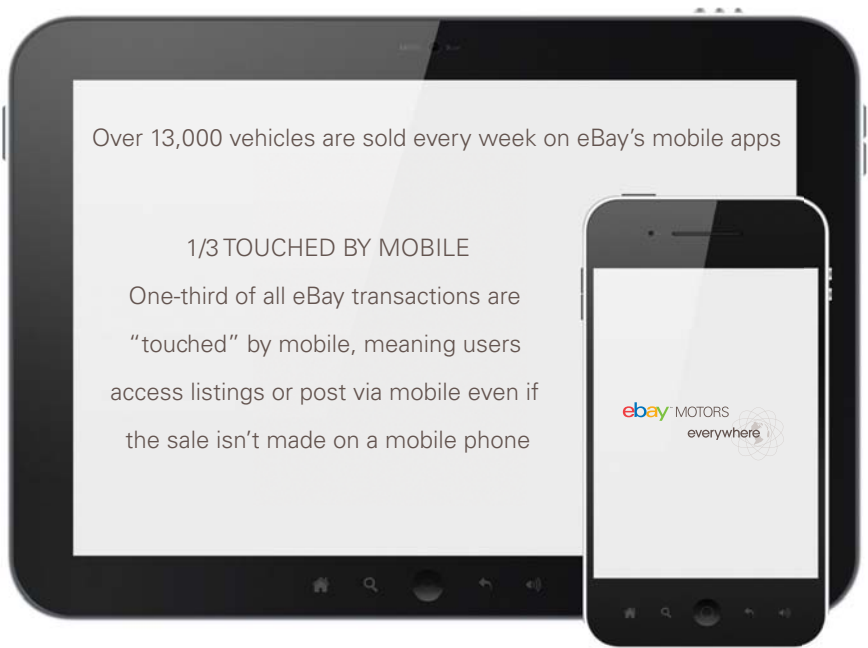 Over 13,000 vehicles are sold every week on eBay’s mobile apps
1/3 TOUCHED BY MOBILE
One-third of all eBay transactions are
“touched” by mobile, meaning users
access listings or post via mobile even if
the sale isn’t made on a mobile phone
ebay™ MOTORS
everywhere